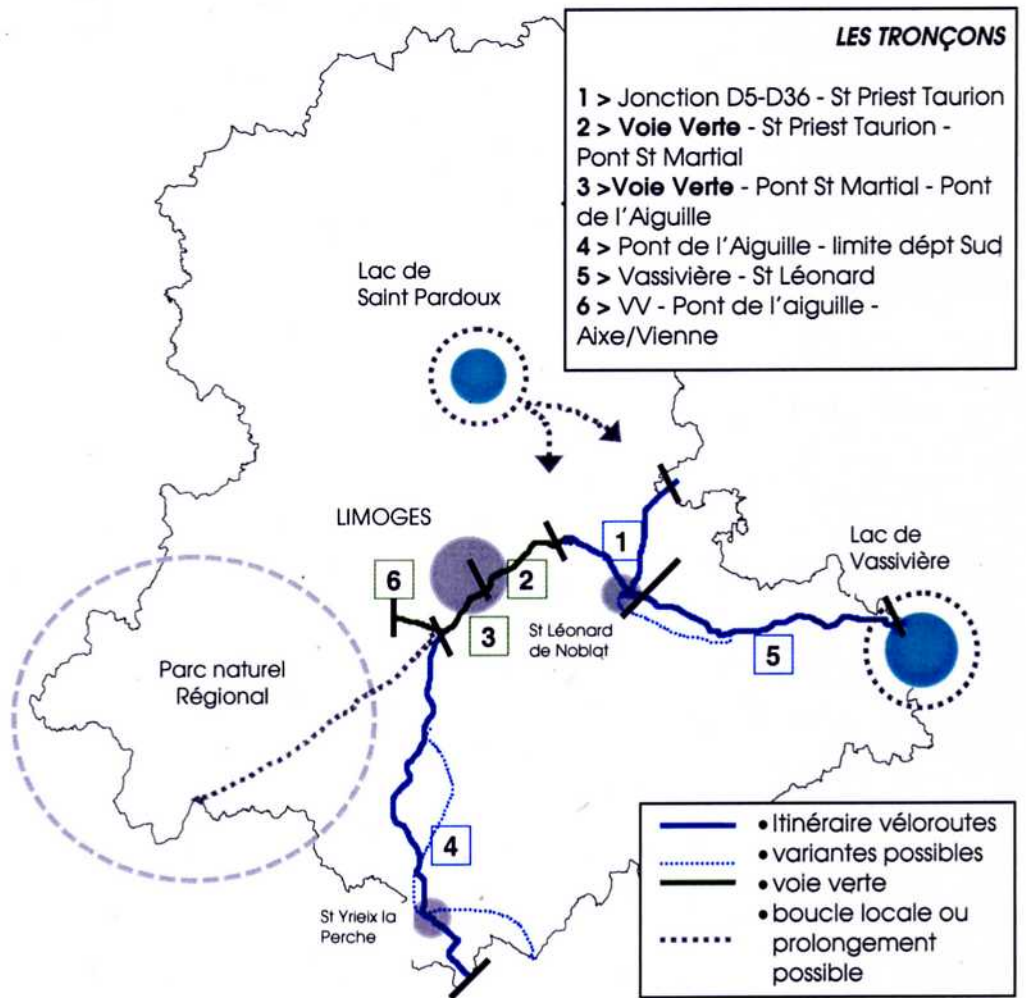 LES TRONÇONS
1 > Jonction D5-D36 - St Priest Taurion
2 > Voie Verte - St Priest Taurion -
Pont St Martial
3 >Voie Verte - Pont St Martial - Pont
de l'Aiguille
4 > Pont de l'Aiguille - limite dépt Sud
5 > Vassivière - St Léonard
6 > VV - Pont de l'aiguille -
Aixe/Vienne
Lac de
Saint Pardoux
LIMOGES
1
Lac de
Vassivière
2
6
3
St Léonard
de Noblat
5
Parc naturel
Régional
4
St Yrieix la
Perche
• Itinéraire véloroutes
• variantes possibles
• voie verte
• boucle locale ou
prolongement
possible